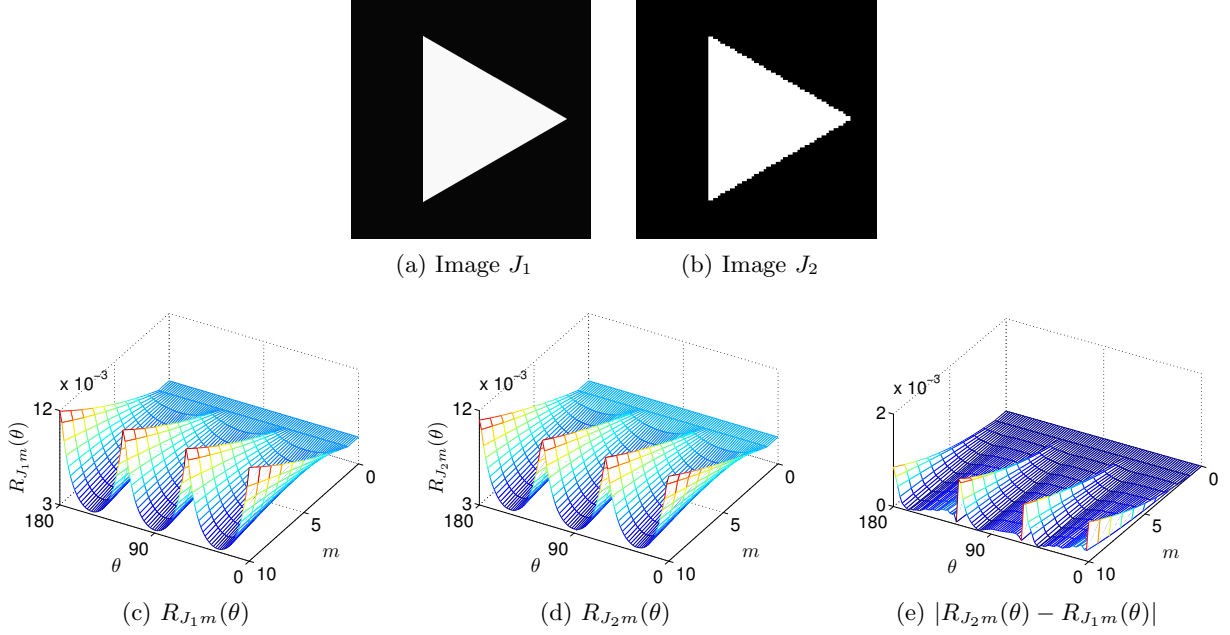 (a) Image J₁
(b) Image J₂
x 10⁻³
12
3
R_{J₁m}(θ)
180
90
0
θ
10
5
0
m
(c) R_{J₁m}(θ)
x 10⁻³
12
3
R_{J₂m}(θ)
180
90
0
θ
10
5
0
m
(d) R_{J₂m}(θ)
x 10⁻³
2
0
180
90
0
θ
10
5
0
m
(e) |R_{J₂m}(θ) − R_{J₁m}(θ)|